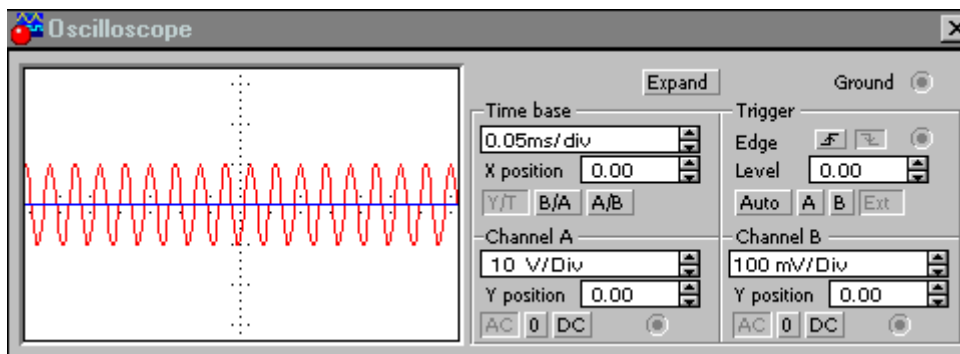 Oscilloscope
Expand
Ground
Time base
0.05ms/div
X position 0.00
Y/T B/A A/B
Trigger
Edge
Level 0.00
Auto A B Ext
Channel A
10 V/Div
Y position 0.00
AC 0 DC
Channel B
100 mV/Div
Y position 0.00
AC 0 DC